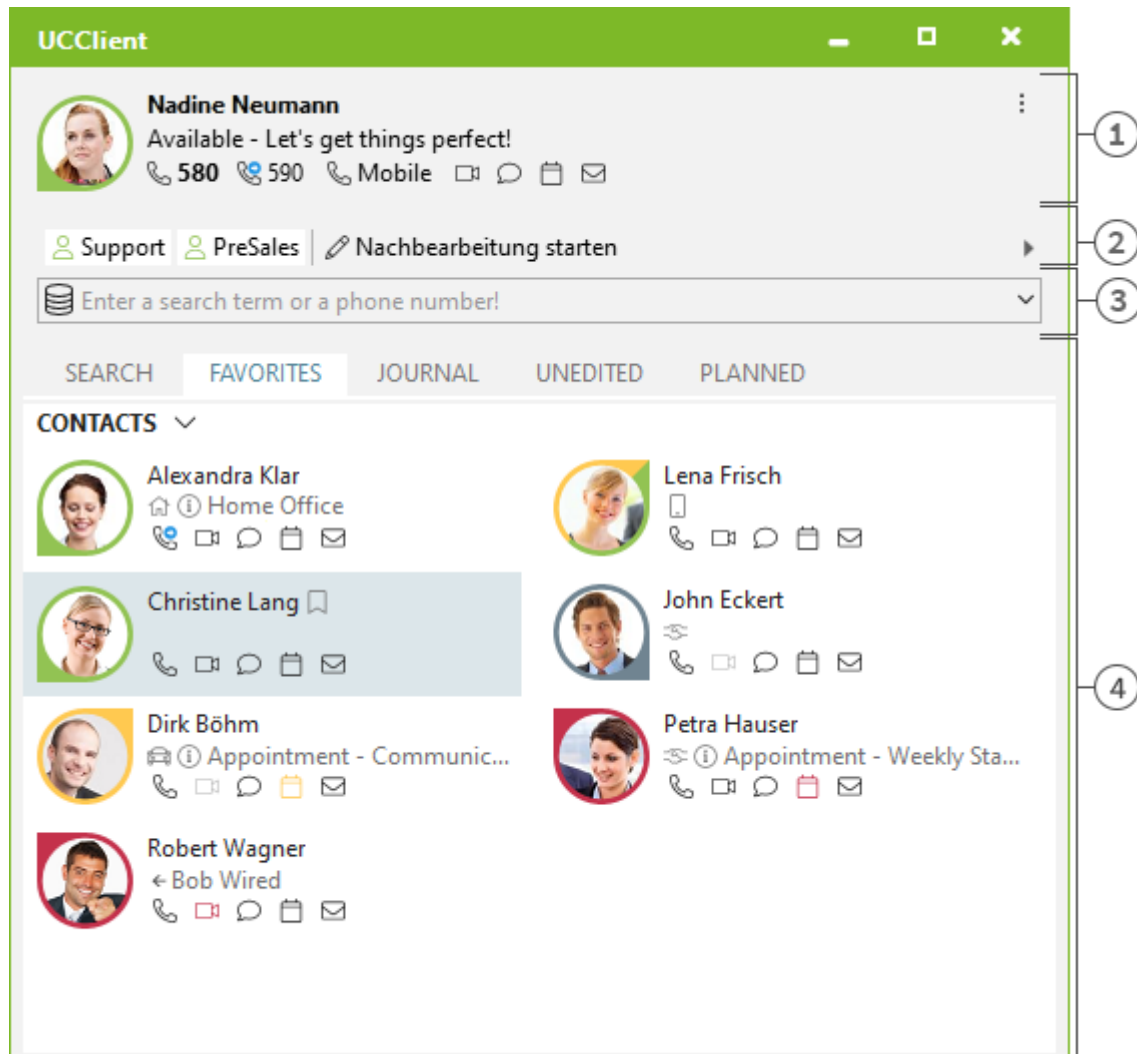 UCClient
Nadine Neumann
Available - Let's get things perfect!
580 590 Mobile
1
Support PreSales Nachbearbeitung starten
2
Enter a search term or a phone number!
3
SEARCH FAVORITES JOURNAL UNEDITED PLANNED
CONTACTS
Alexandra Klar
Home Office
Lena Frisch
Christine Lang
John Eckert
4
Dirk Böhm
Appointment - Communic...
Petra Hauser
Appointment - Weekly Sta...
Robert Wagner
Bob Wired